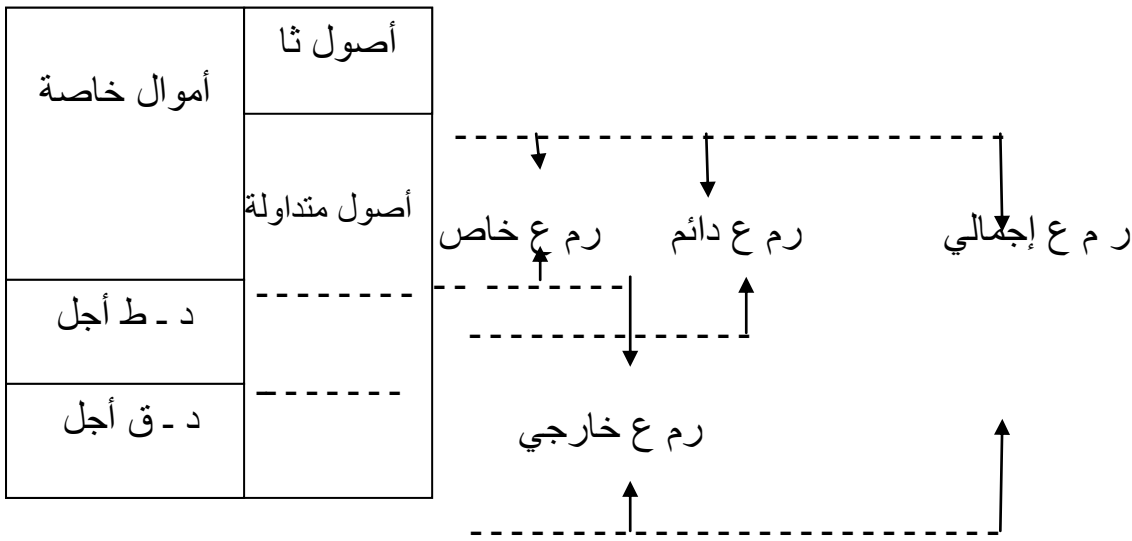 أصول ثا
أموال خاصة
أصول متداولة
ر م ع إجمالي
رم ع دائم
رم ع خاص
د ـ ط أجل
د ـ ق أجل
رم ع خارجي